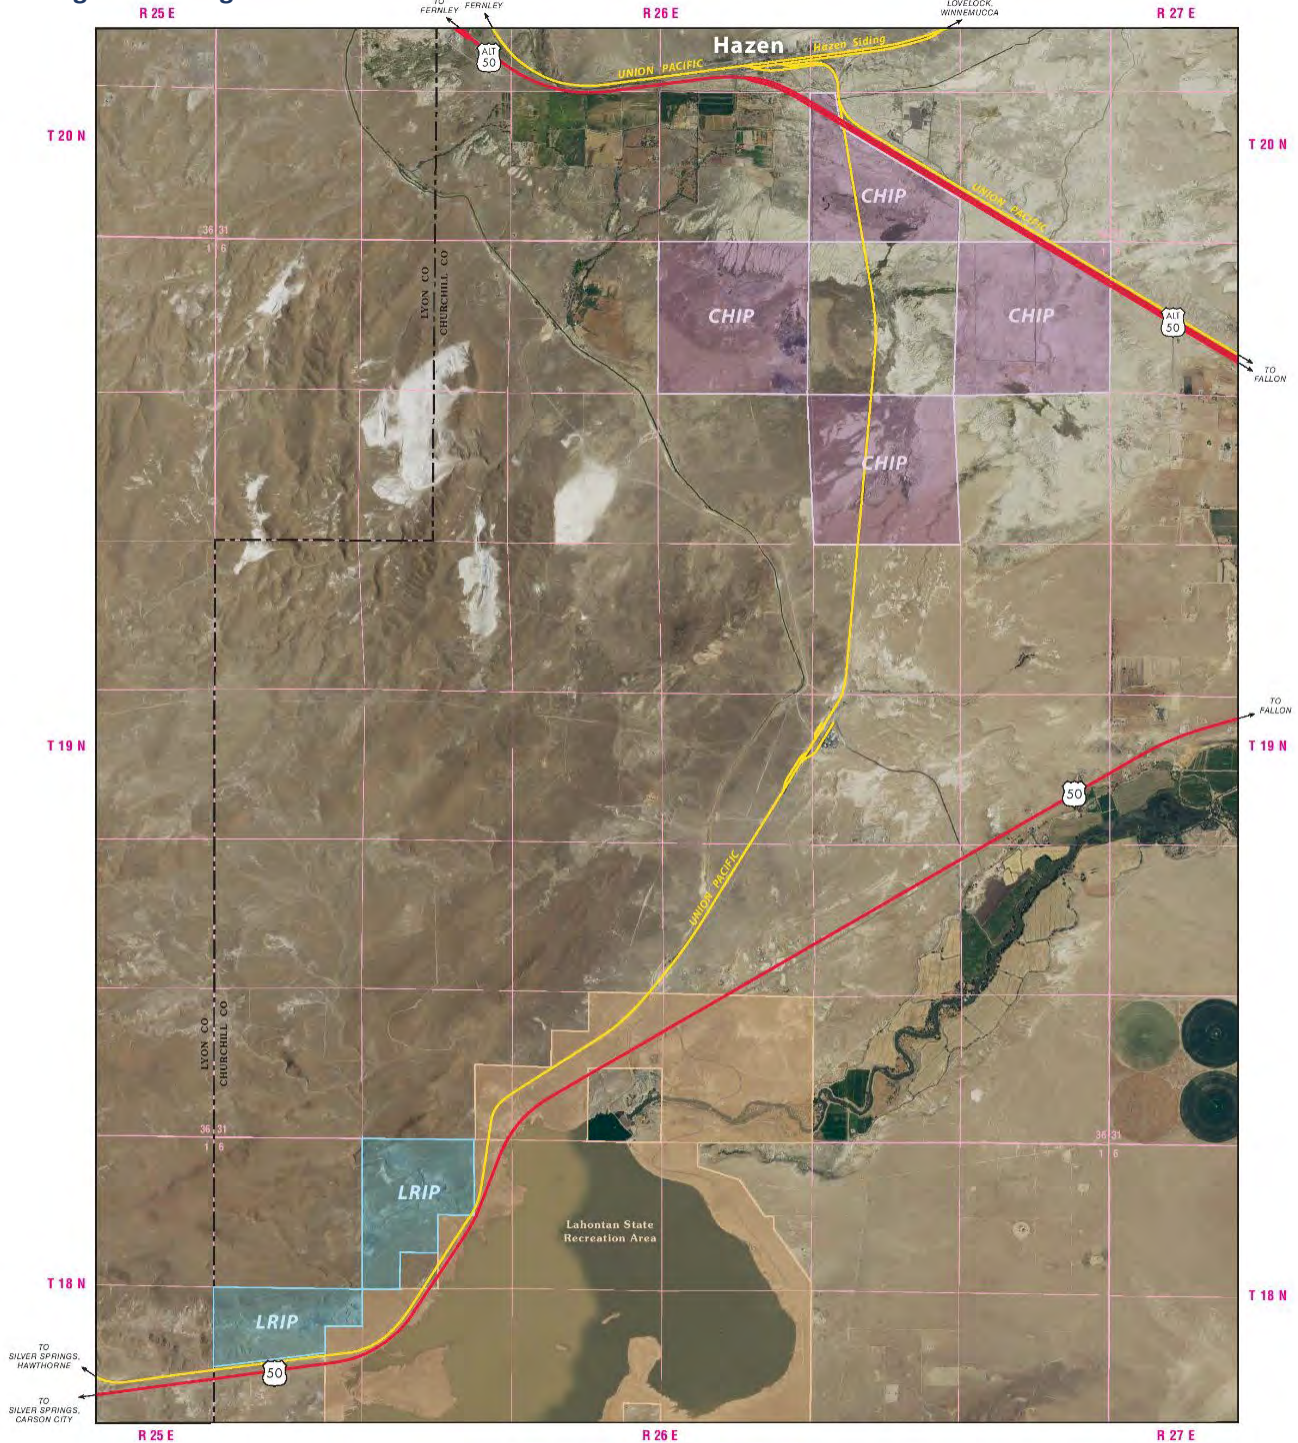 R 25 E
TO
FERNLEY
FERNLEY
R 26 E
LOVELOCK,
WINNEMUCCA
R 27 E
ALT
50
UNION PACIFIC
Hazen
Hazen Siding
T 20 N
T 20 N
CHIP
UNION PACIFIC
36 31
1 6
LYON CO
CHURCHILL CO
CHIP
CHIP
ALT
50
TO
FALLON
CHIP
TO
FALLON
T 19 N
T 19 N
50
UNION PACIFIC
LYON CO
CHURCHILL CO
36 31
1 6
36 31
1 6
LRIP
Lahontan State
Recreation Area
T 18 N
T 18 N
LRIP
TO
SILVER SPRINGS,
HAWTHORNE
50
TO
SILVER SPRINGS,
CARSON CITY
R 25 E
R 26 E
R 27 E